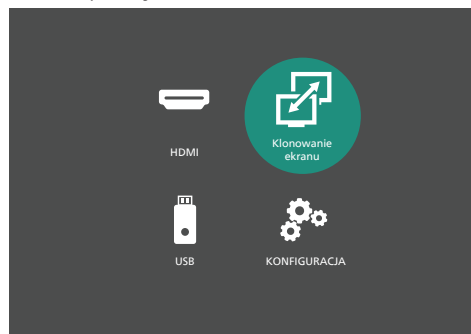 HDMI
Klonowanie
ekranu
USB
KONFIGURACJA